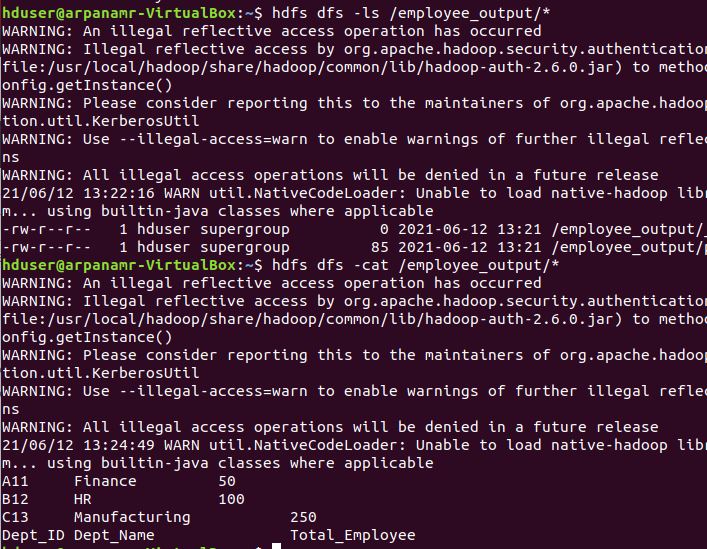 hduser@arpanamr-VirtualBox:~$ hdfs dfs -ls /employee_output/*
WARNING: An illegal reflective access operation has occurred
WARNING: Illegal reflective access by org.apache.hadoop.security.authentication
file:/usr/local/hadoop/share/hadoop/common/lib/hadoop-auth-2.6.0.jar) to metho
onfig.getInstance()
WARNING: Please consider reporting this to the maintainers of org.apache.hadoop
tion.util.KerberosUtil
WARNING: Use --illegal-access=warn to enable warnings of further illegal refle
ns
WARNING: All illegal access operations will be denied in a future release
21/06/12 13:22:16 WARN util.NativeCodeLoader: Unable to load native-hadoop lib
m... using builtin-java classes where applicable
-rw-r--r--   1 hduser supergroup          0 2021-06-12 13:21 /employee_output/_
-rw-r--r--   1 hduser supergroup         85 2021-06-12 13:21 /employee_output/p
hduser@arpanamr-VirtualBox:~$ hdfs dfs -cat /employee_output/*
WARNING: An illegal reflective access operation has occurred
WARNING: Illegal reflective access by org.apache.hadoop.security.authentication
file:/usr/local/hadoop/share/hadoop/common/lib/hadoop-auth-2.6.0.jar) to metho
onfig.getInstance()
WARNING: Please consider reporting this to the maintainers of org.apache.hadoop
tion.util.KerberosUtil
WARNING: Use --illegal-access=warn to enable warnings of further illegal refle
ns
WARNING: All illegal access operations will be denied in a future release
21/06/12 13:24:49 WARN util.NativeCodeLoader: Unable to load native-hadoop lib
m... using builtin-java classes where applicable
A11     Finance         50
B12     HR              100
C13     Manufacturing           250
Dept_ID Dept_Name               Total_Employee
hduser@arpanamr-VirtualBox:~$